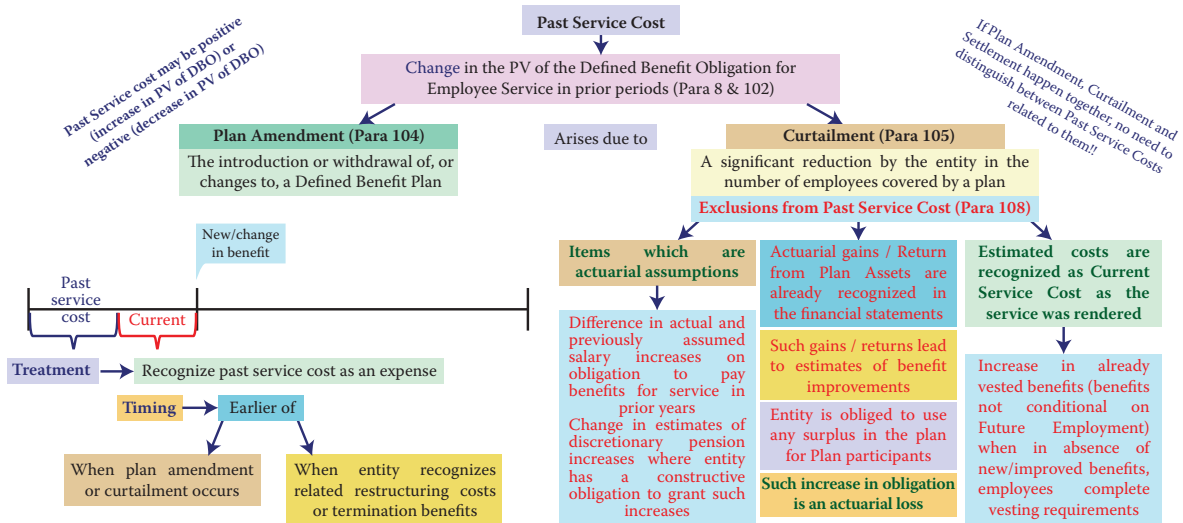 Past Service Cost
Past Service cost may be positive
(increase in PV of DBO) or
negative (decrease in PV of DBO)
Change in the PV of the Defined Benefit Obligation for
Employee Service in prior periods (Para 8 & 102)
If Plan Amendment, Curtailment and
Settlement happen together, no need to
distinguish between Past Service Costs
related to them!!
Plan Amendment (Para 104)
The introduction or withdrawal of, or
changes to, a Defined Benefit Plan
Arises due to
Curtailment (Para 105)
A significant reduction by the entity in the
number of employees covered by a plan
Exclusions from Past Service Cost (Para 108)
New/change
in benefit
Past
service
cost
Current
Treatment
Recognize past service cost as an expense
Timing
Earlier of
When plan amendment
or curtailment occurs
When entity recognizes
related restructuring costs
or termination benefits
Items which are
actuarial assumptions
Difference in actual and
previously assumed
salary increases on
obligation to pay
benefits for service in
prior years
Change in estimates of
discretionary pension
increases where entity
has a constructive
obligation to grant such
increases
Actuarial gains / Return
from Plan Assets are
already recognized in
the financial statements
Such gains / returns lead
to estimates of benefit
improvements
Entity is obliged to use
any surplus in the plan
for Plan participants
Such increase in obligation
is an actuarial loss
Estimated costs are
recognized as Current
Service Cost as the
service was rendered
Increase in already
vested benefits (benefits
not conditional on
Future Employment)
when in absence of
new/improved benefits,
employees complete
vesting requirements